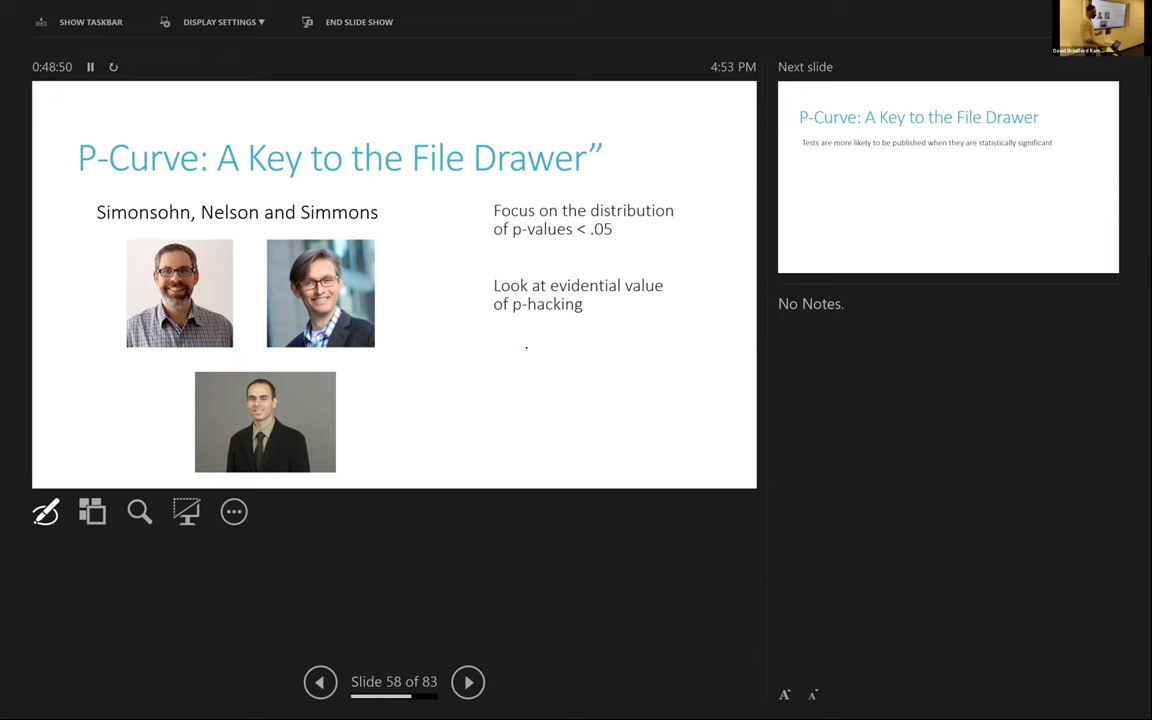 SHOW TASKBAR
DISPLAY SETTINGS ▼
END SLIDE SHOW
0:48:50
4:53 PM
P-Curve: A Key to the File Drawer”
Simonsohn, Nelson and Simmons
Focus on the distribution
of p-values < .05
Look at evidential value
of p-hacking
Slide 58 of 83
Next slide
P-Curve: A Key to the File Drawer
Tests are more likely to be published when they are statistically significant
No Notes.
A
A
David Bradford Ram...